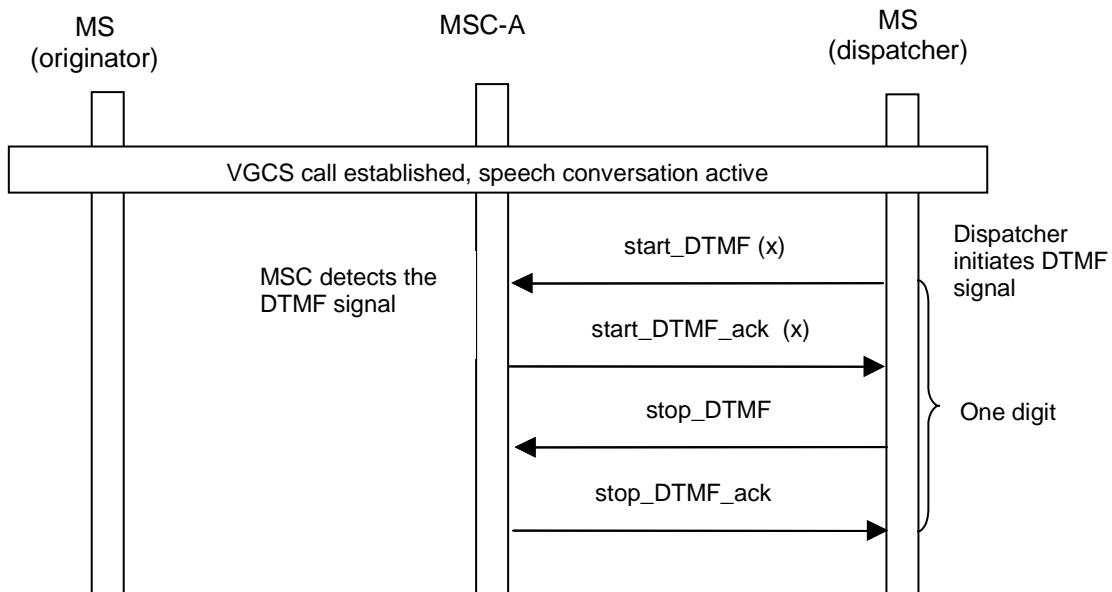 MS
(originator)
MSC-A
MS
(dispatcher)
VGCS call established, speech conversation active
start_DTMF (x)
Dispatcher
initiates DTMF
signal
MSC detects the
DTMF signal
start_DTMF_ack (x)
stop_DTMF
One digit
stop_DTMF_ack